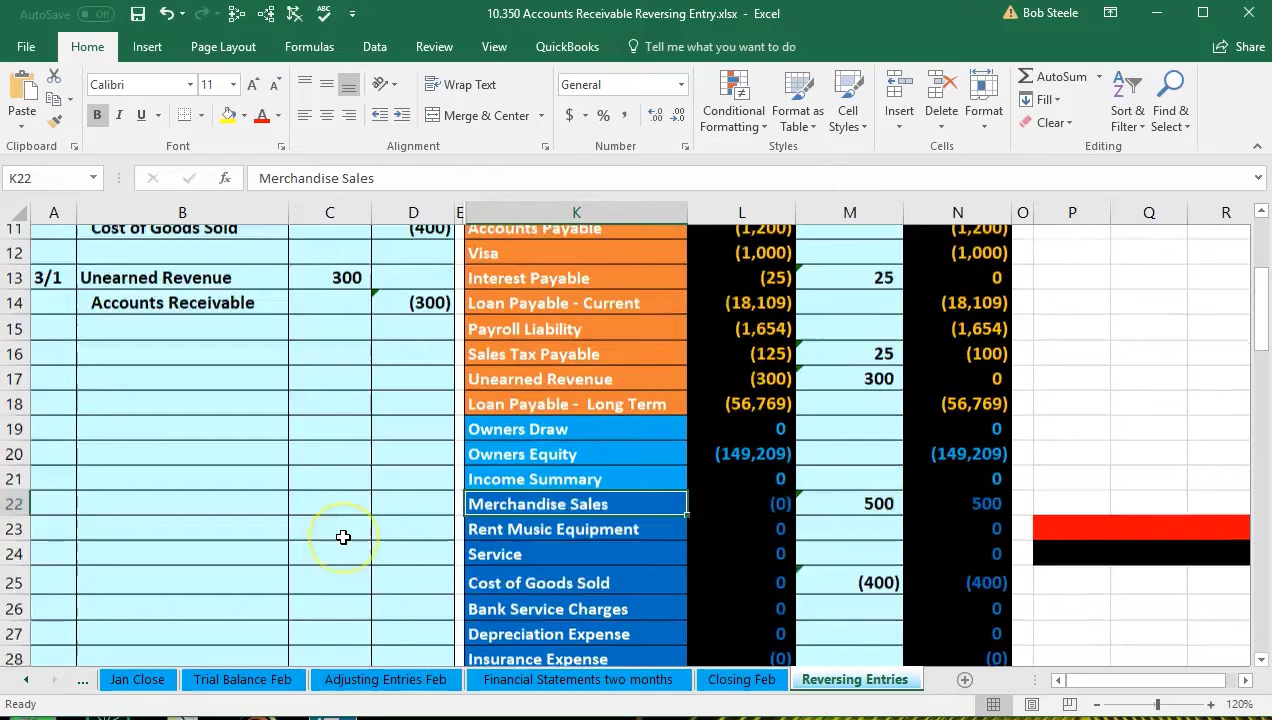 AutoSave Off 10.350 Accounts Receivable Reversing Entry.xlsx - Excel Bob Steele
File Home Insert Page Layout Formulas Data Review View QuickBooks Tell me what you want to do Share
Calibri 11 A A Wrap Text General AutoSum
Paste B I U A Merge & Center $ % , Conditional Formatting Format as Table Cell Styles Insert Delete Format Fill Clear Sort & Filter Find & Select
Clipboard Font Alignment Number Styles Cells Editing
K22 fx Merchandise Sales
A B C D E K L M N O P Q R
11 Cost of Goods Sold (400) Accounts Payable (1,200) (1,200)
12 Visa (1,000) (1,000)
13 3/1 Unearned Revenue 300 Interest Payable (25) 25 0
14 Accounts Receivable (300) Loan Payable - Current (18,109) (18,109)
15 Payroll Liability (1,654) (1,654)
16 Sales Tax Payable (125) 25 (100)
17 Unearned Revenue (300) 300 0
18 Loan Payable - Long Term (56,769) (56,769)
19 Owners Draw 0 0
20 Owners Equity (149,209) (149,209)
21 Income Summary 0 0
22 Merchandise Sales (0) 500 500
23 Rent Music Equipment 0 0
24 Service 0 0
25 Cost of Goods Sold 0 (400) (400)
26 Bank Service Charges 0 0
27 Depreciation Expense 0 0
28 Insurance Expense (0) (0)
... Jan Close Trial Balance Feb Adjusting Entries Feb Financial Statements two months Closing Feb Reversing Entries
Ready 120%